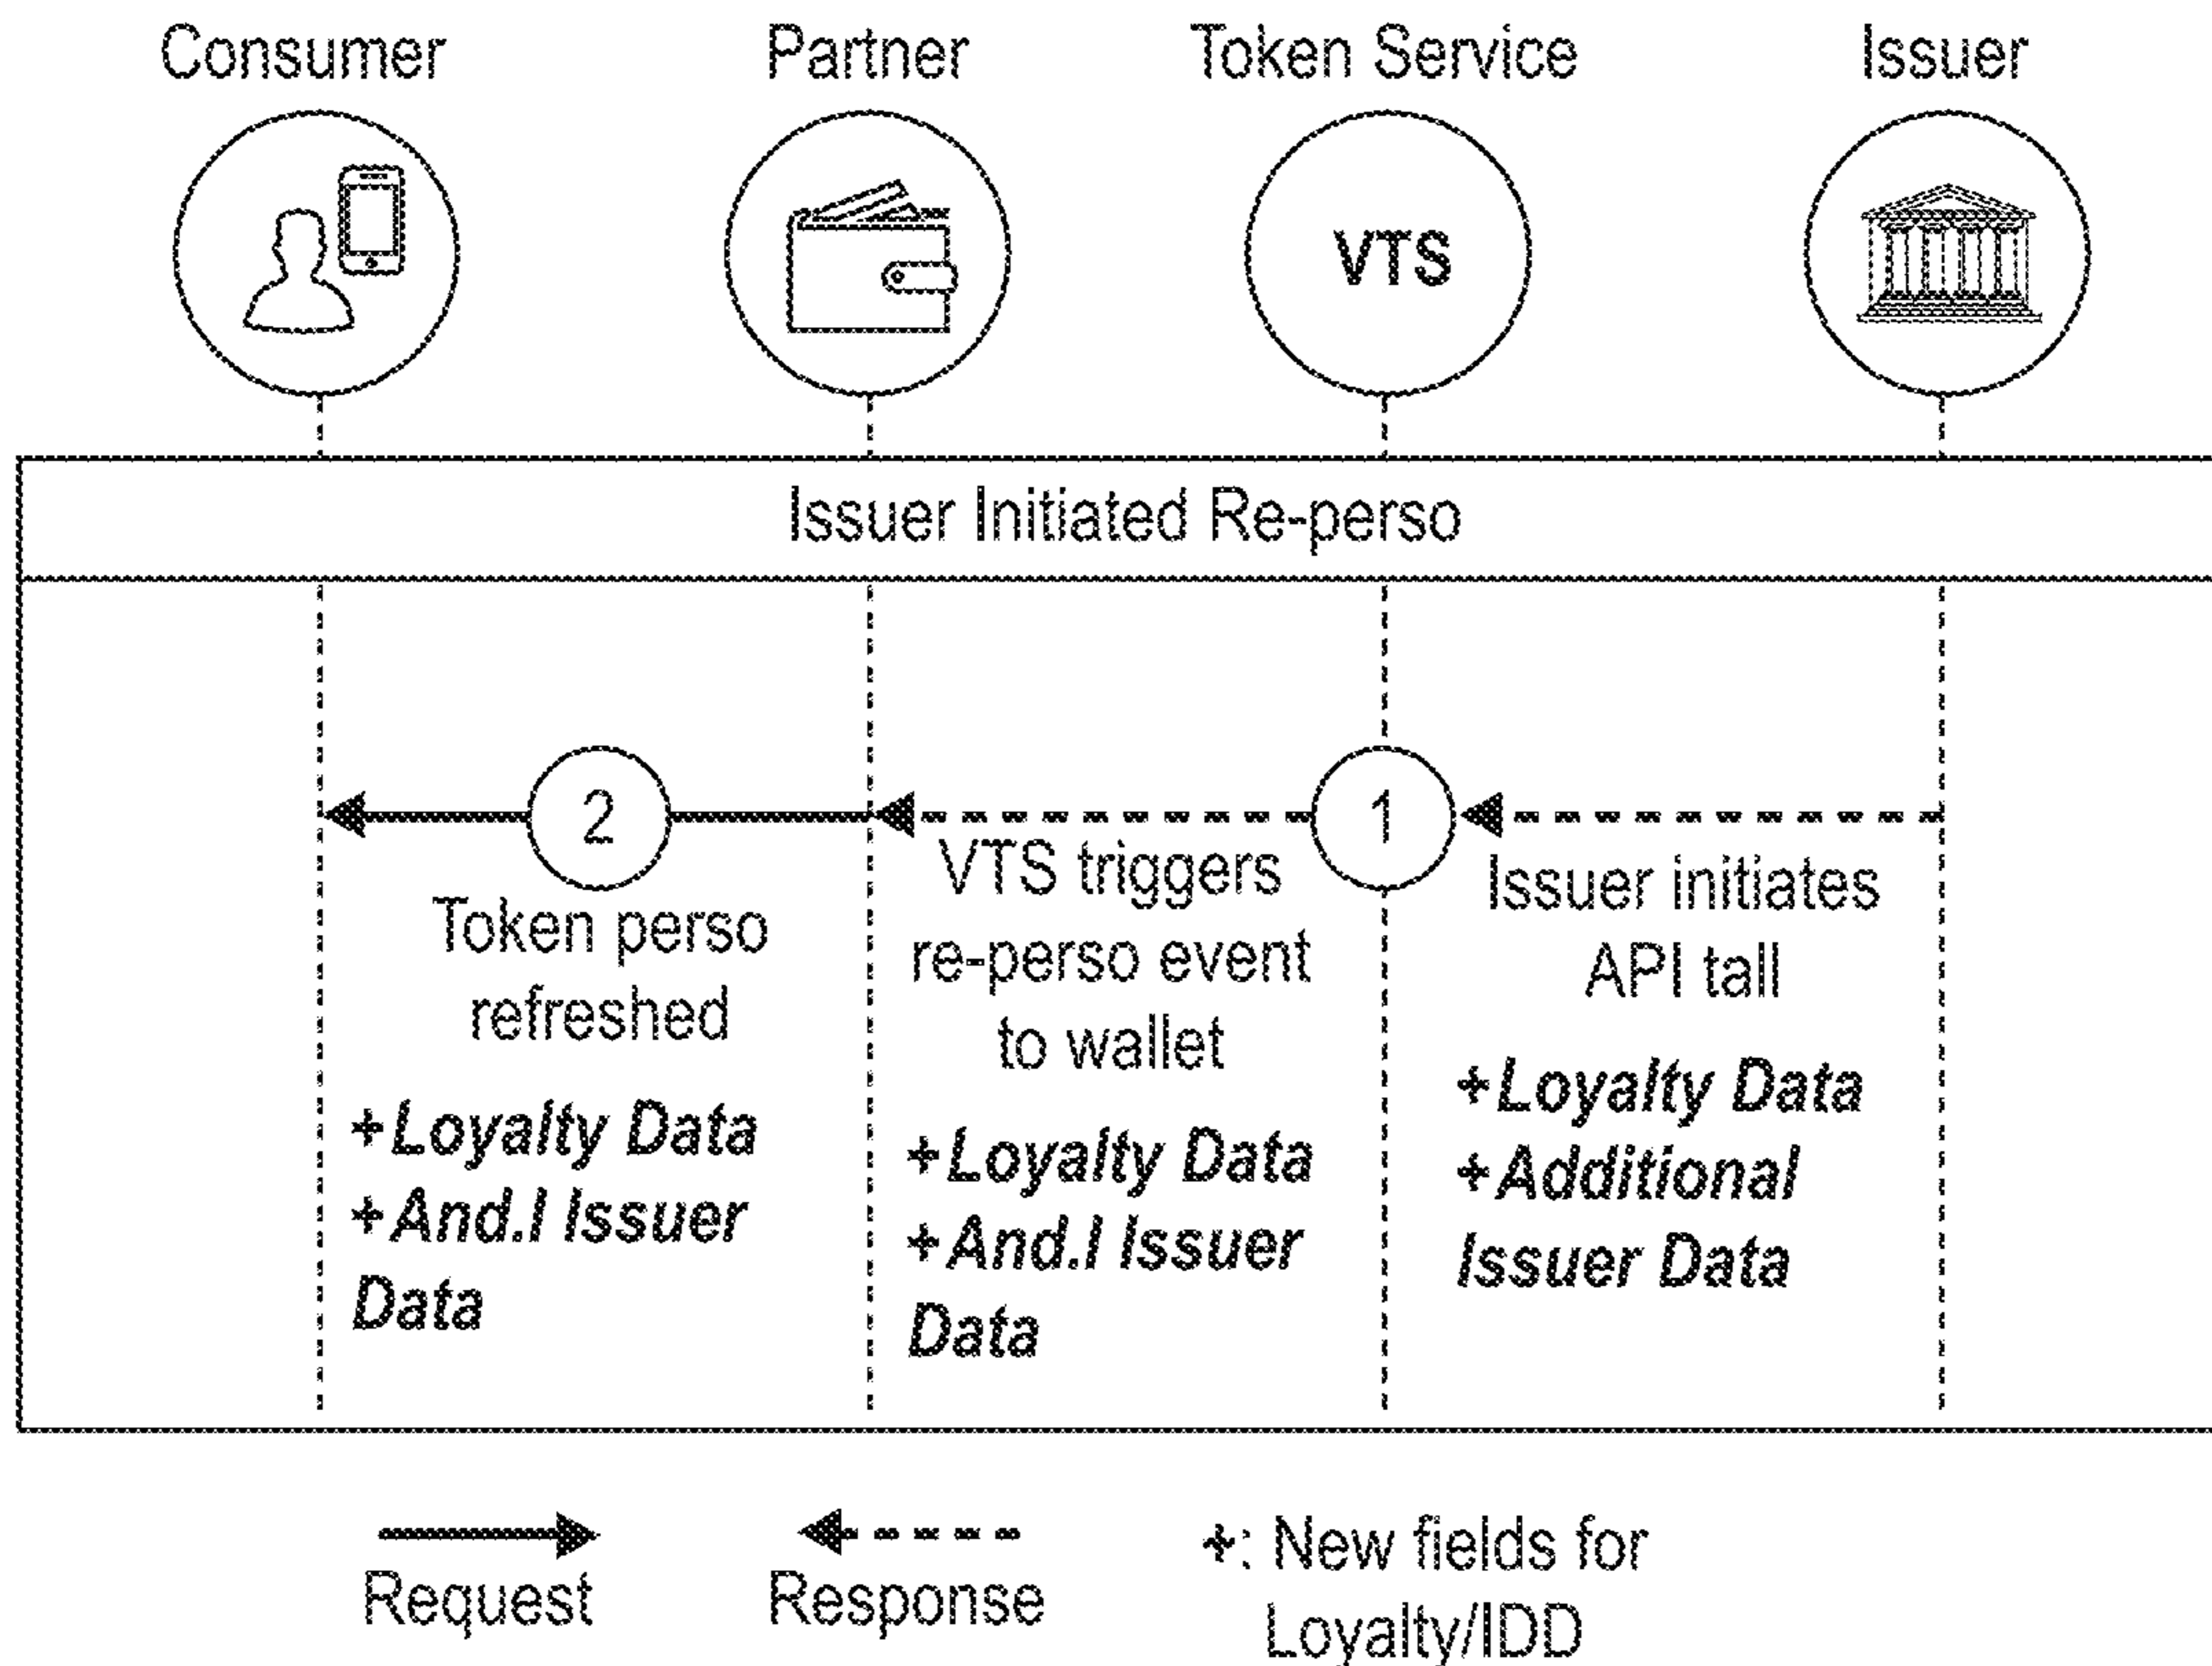 Consumer
Partner
Token Service
Issuer
VTS
Issuer Initiated Re-perso
2
1
Token perso
refreshed
+Loyalty Data
+And.l Issuer
Data
VTS triggers
re-perso event
to wallet
+Loyalty Data
+And.l Issuer
Data
Issuer initiates
API tall
+Loyalty Data
+Additional
Issuer Data
Request
Response
+: New fields for
Loyalty/IDD